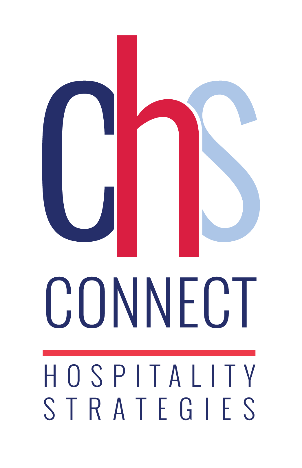 chs
CONNECT
HOSPITALITY
STRATEGIES